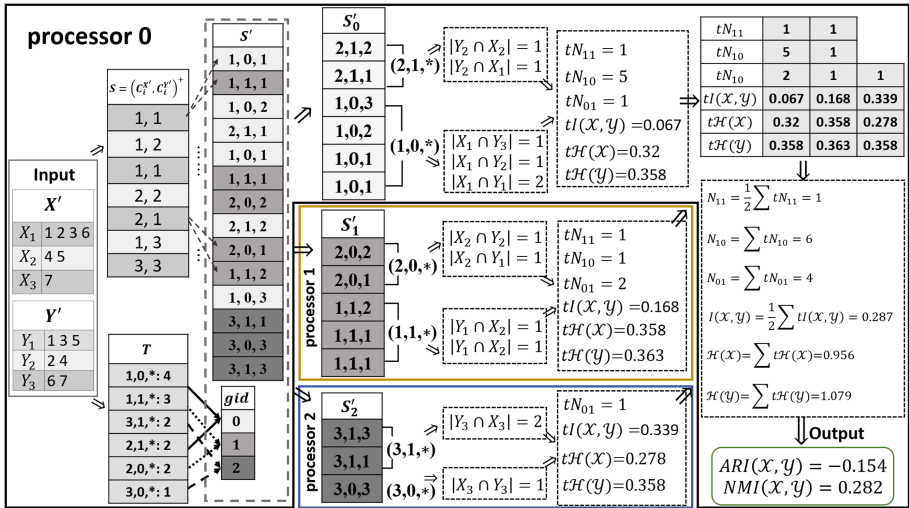 processor 0
Input
X'
X₁ 1 2 3 6
X₂ 4 5
X₃ 7
Y'
Y₁ 1 3 5
Y₂ 2 4
Y₃ 6 7
1, 1
1, 2
1, 1
2, 2
2, 1
1, 3
3, 3
T
1,0,*: 4
1,1,*: 3
3,1,*: 2
2,1,*: 2
2,0,*: 2
3,0,*: 1
S'
1, 0, 1
1, 1, 1
1, 0, 2
2, 1, 1
1, 0, 1
1, 1, 1
2, 0, 2
2, 1, 2
2, 0, 1
1, 1, 2
1, 0, 3
3, 1, 1
3, 0, 3
3, 1, 3
gid
0
1
2
S'₀
2,1,2
2,1,1
1,0,3
1,0,2
1,0,1
1,0,1
(2,1,*)
(1,0,*)
|Y₂ ∩ X₂| = 1
|Y₂ ∩ X₁| = 1
|X₁ ∩ Y₃| = 1
|X₁ ∩ Y₂| = 1
|X₁ ∩ Y₁| = 2
tN₁₁ = 1
tN₁₀ = 5
tN₀₁ = 1
tI(𝒳, 𝒴) =0.067
tℋ(𝒳)=0.32
tℋ(𝒴)=0.358
processor 1
S'₁
2,0,2
2,0,1
1,1,2
1,1,1
1,1,1
(2,0,*)
(1,1,*)
|X₂ ∩ Y₂| = 1
|X₂ ∩ Y₁| = 1
|Y₁ ∩ X₂| = 1
|Y₁ ∩ X₂| = 1
tN₁₁ = 1
tN₁₀ = 1
tN₀₁ = 2
tI(𝒳, 𝒴) =0.168
tℋ(𝒳)=0.358
tℋ(𝒴)=0.363
processor 2
S'₂
3,1,3
3,1,1
3,0,3
(3,1,*)
(3,0,*)
|Y₃ ∩ X₃| = 2
|X₃ ∩ Y₃| = 1
tN₀₁ = 1
tI(𝒳, 𝒴) =0.339
tℋ(𝒳)=0.278
tℋ(𝒴)=0.358
tN₁₁ 1 1
tN₁₀ 5 1
tN₁₀ 2 1 1
tI(𝒳, 𝒴) 0.067 0.168 0.339
tℋ(𝒳) 0.32 0.358 0.278
tℋ(𝒴) 0.358 0.363 0.358
N₁₁ = ½∑ tN₁₁ = 1
N₁₀ = ∑ tN₁₀ = 6
N₀₁ = ∑ tN₀₁ = 4
I(𝒳, 𝒴) = ½∑ tI(𝒳, 𝒴) = 0.287
ℋ(𝒳)= ∑ tℋ(𝒳)=0.956
ℋ(𝒴)= ∑ tℋ(𝒴)=1.079
Output
ARI(𝒳, 𝒴) = −0.154
NMI(𝒳, 𝒴) = 0.282